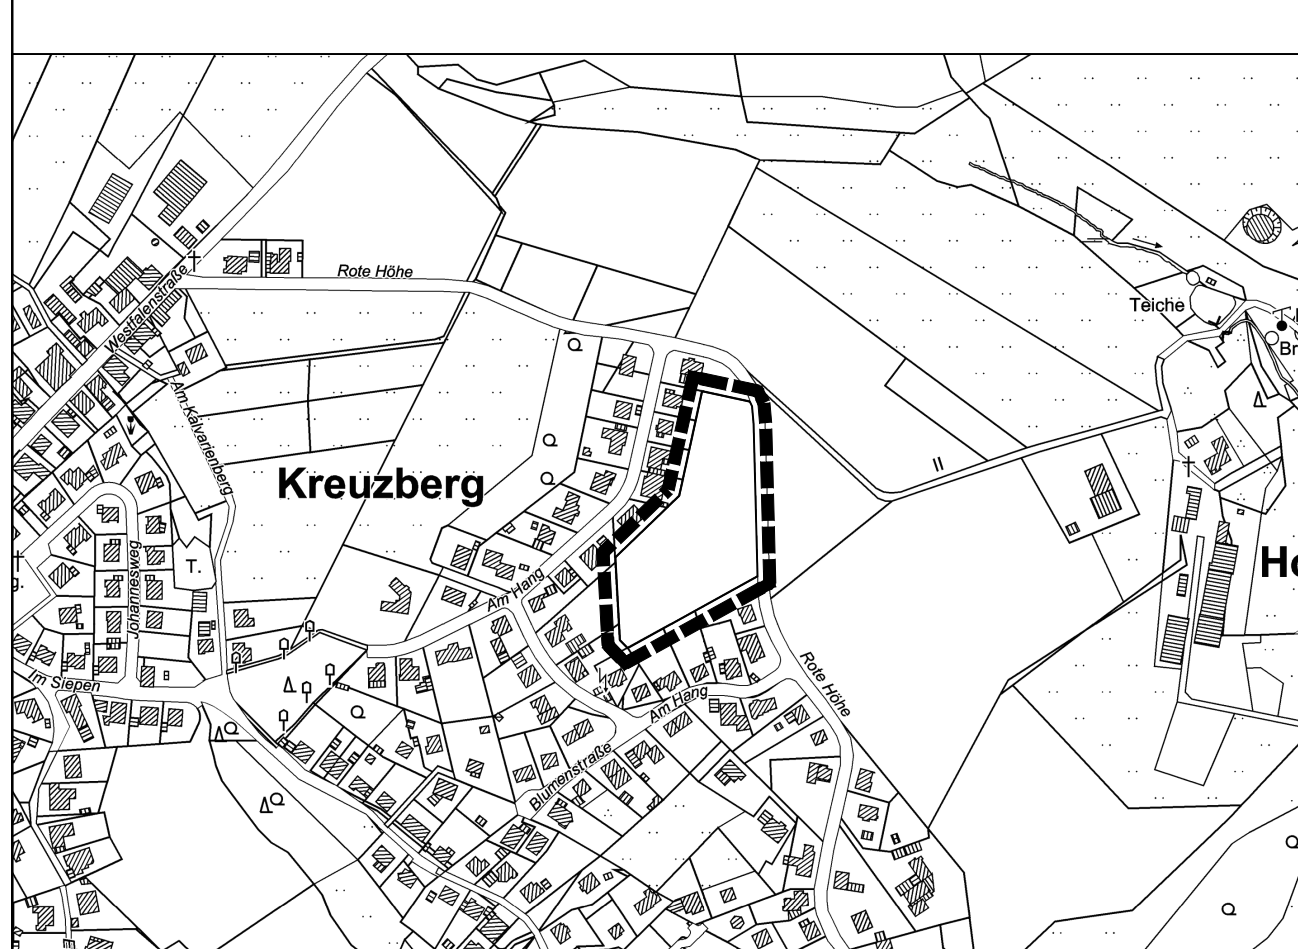 Rote Höhe
Westfalenstraße
Teiche
Br
Am-Kalvarienberg
Kreuzberg
Johannesweg
T.
g.
Am Hang
Ho
Im Siepen
Rote Höhe
Am Hang
Blumenstraße